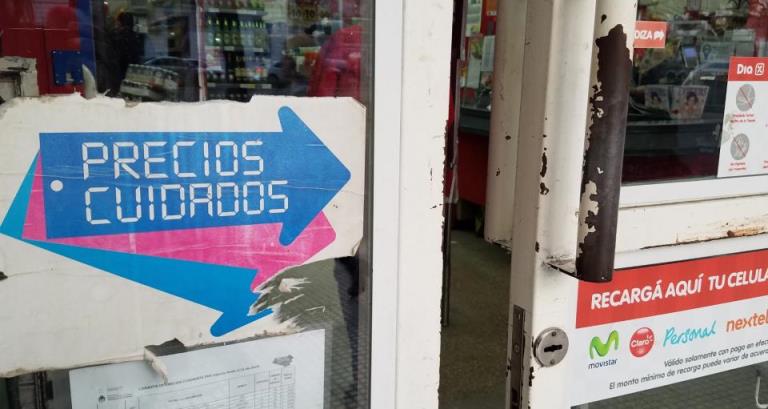 PRECIOS
CUIDADOS
DIZA
Dia
RECARGÁ AQUÍ TU CELULA
movistar
Claro
Personal
nextel
Válido solamente con pago en efec
El monto mínimo de recarga puede variar de acuer